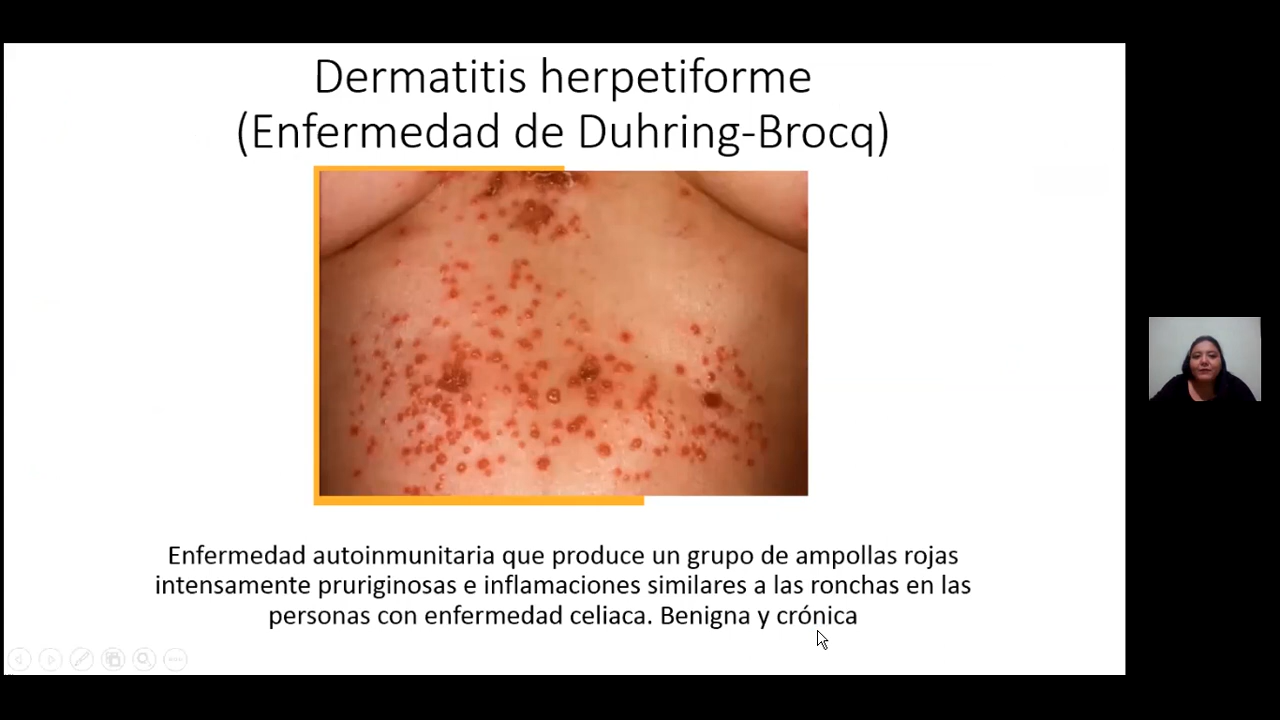 Dermatitis herpetiforme
(Enfermedad de Duhring-Brocq)
Enfermedad autoinmunitaria que produce un grupo de ampollas rojas
intensamente pruriginosas e inflamaciones similares a las ronchas en las
personas con enfermedad celiaca. Benigna y crónica